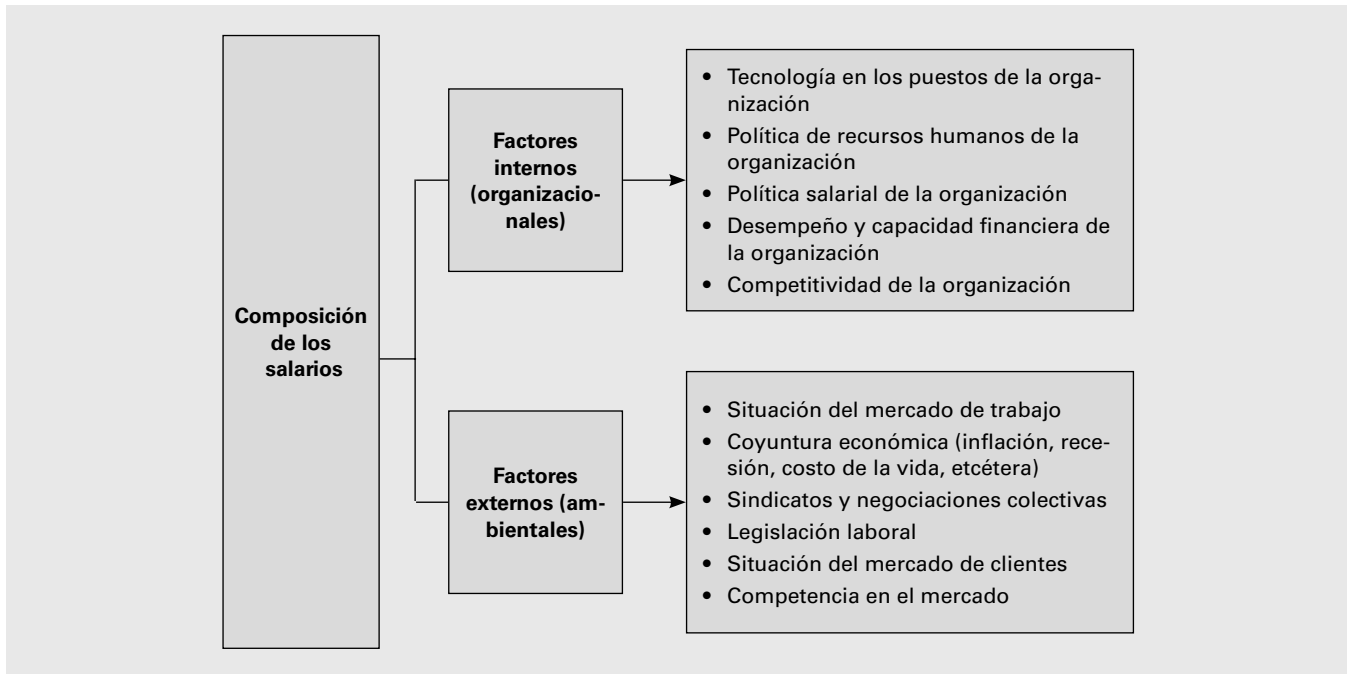 Composición
de los
salarios
Factores
internos
(organizacio-
nales)
• Tecnología en los puestos de la orga-
nización
• Política de recursos humanos de la
organización
• Política salarial de la organización
• Desempeño y capacidad financiera de
la organización
• Competitividad de la organización
Factores
externos (am-
bientales)
• Situación del mercado de trabajo
• Coyuntura económica (inflación, rece-
sión, costo de la vida, etcétera)
• Sindicatos y negociaciones colectivas
• Legislación laboral
• Situación del mercado de clientes
• Competencia en el mercado